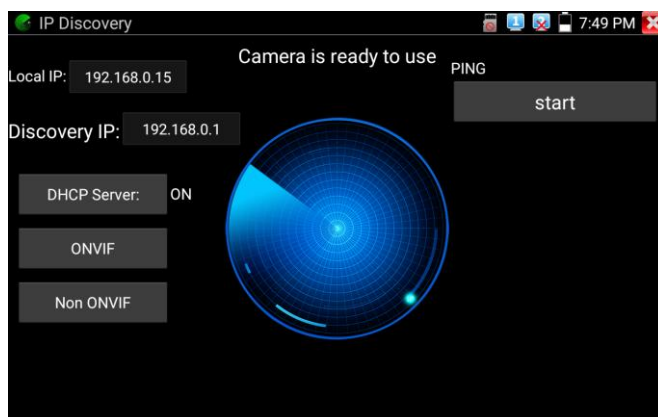 IP Discovery
7:49 PM
Camera is ready to use
PING
Local IP: 192.168.0.15
start
Discovery IP: 192.168.0.1
DHCP Server: ON
ONVIF
Non ONVIF